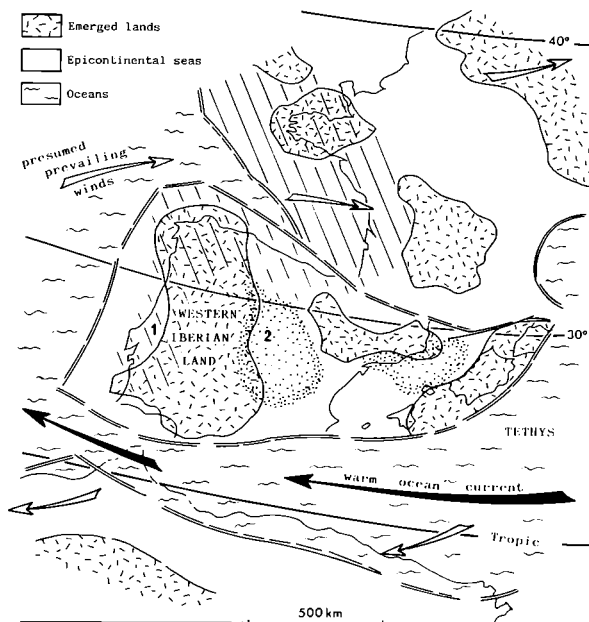 Emerged lands
Epicontinental seas
Oceans
40°
presumed
prevailing
winds
1
WESTERN
IBERIAN
LAND
2
30°
TETHYS
warm ocean current
Tropic
500 km